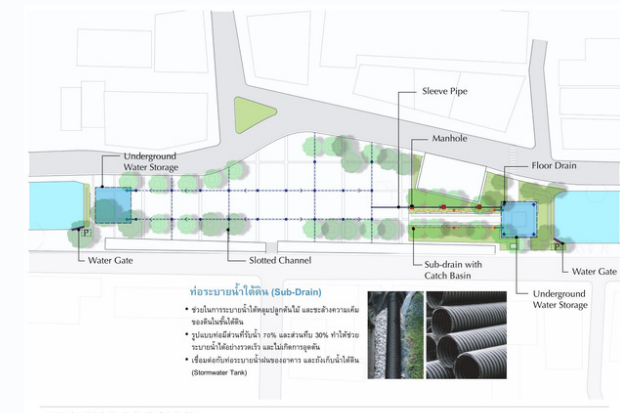 Sleeve Pipe
Manhole
Underground
Water Storage
Floor Drain
P
P
Water Gate
Slotted Channel
Sub-drain with
Catch Basin
Water Gate
Underground
Water Storage
ท่อระบายน้ำใต้ดิน (Sub-Drain)
• ช่วยในการระบายน้ำใต้หลุมปลูกต้นไม้ และชะล้างความเค็ม
ของดินในชั้นใต้ดิน
• รูปแบบท่อมีส่วนที่รับน้ำ 70% และส่วนทึบ 30% ทำให้ช่วย
ระบายน้ำได้อย่างรวดเร็ว และไม่เกิดการอุดตัน
• เชื่อมต่อกับท่อระบายน้ำฝนของอาคาร และถังเก็บน้ำใต้ดิน
(Stormwater Tank)